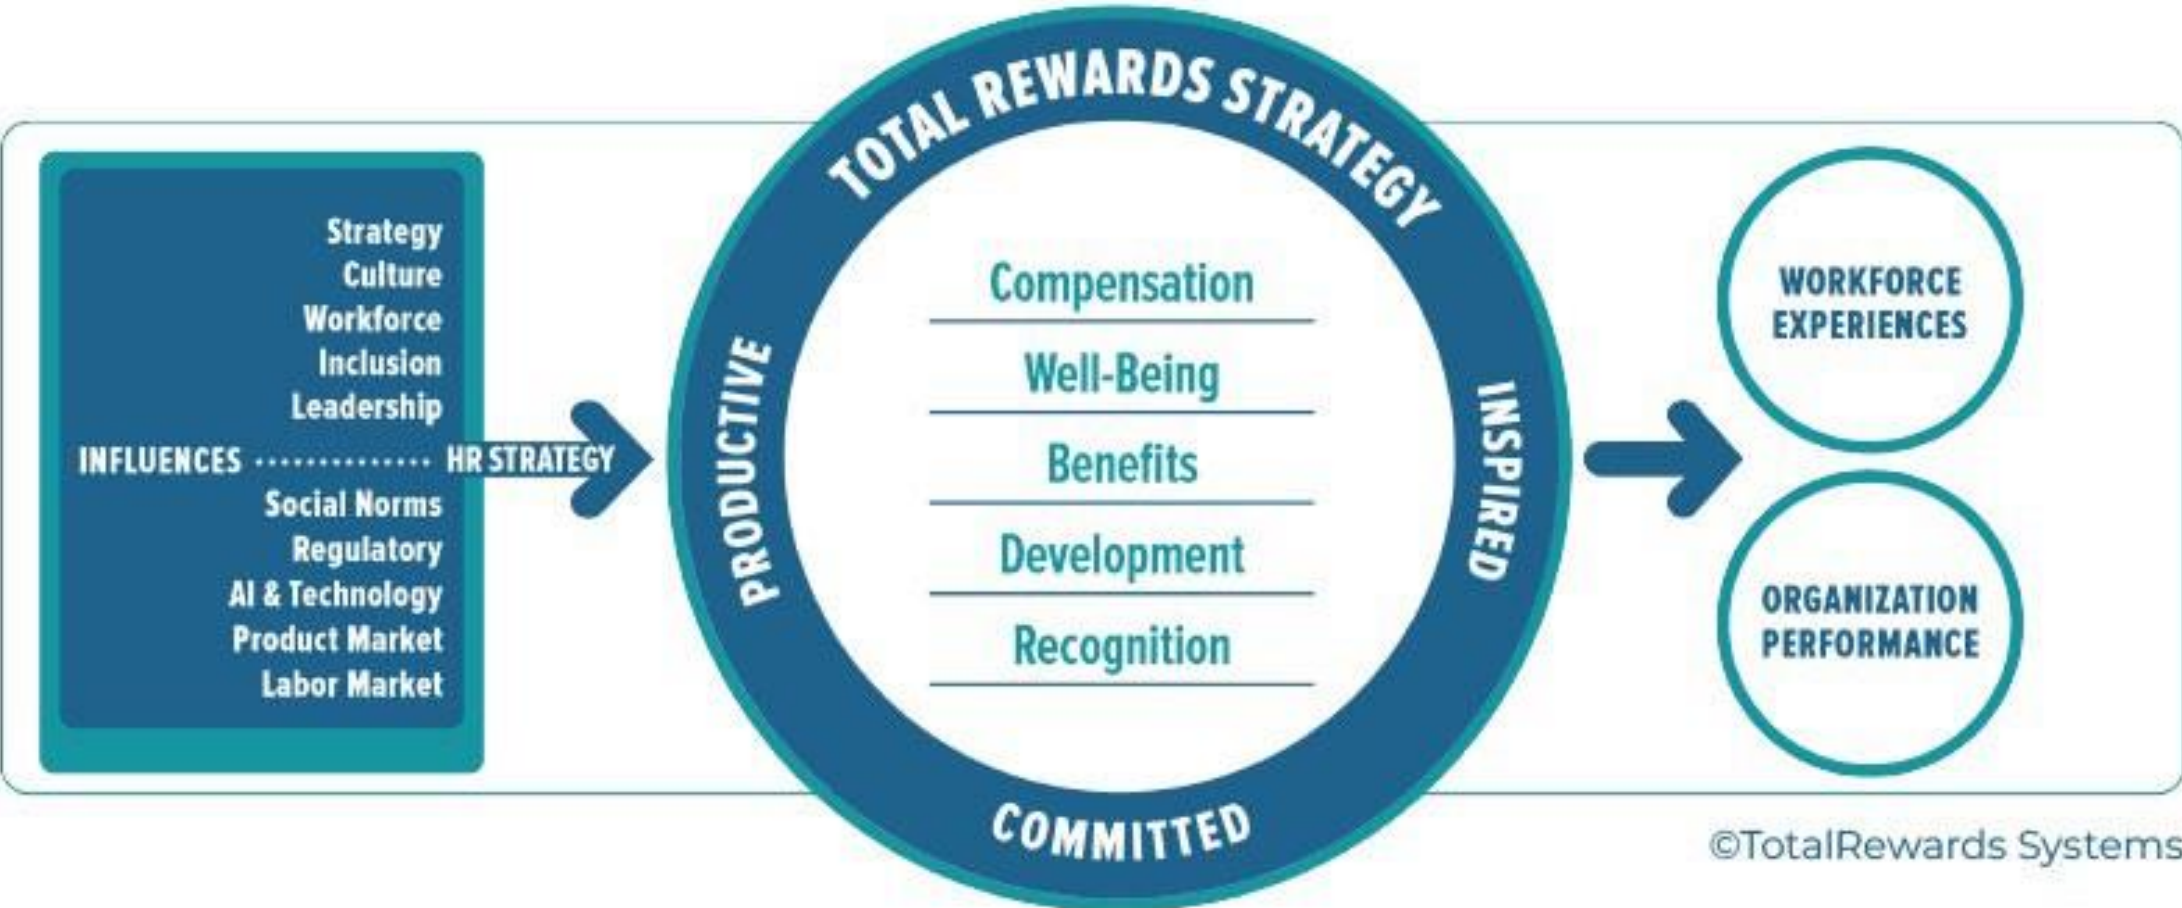 TOTAL REWARDS STRATEGY
Strategy
Culture
Workforce
Inclusion
Leadership
INFLUENCES .............. HR STRATEGY
Social Norms
Regulatory
AI & Technology
Product Market
Labor Market
PRODUCTIVE
Compensation
Well-Being
Benefits
Development
Recognition
INSPIRED
COMMITTED
WORKFORCE
EXPERIENCES
ORGANIZATION
PERFORMANCE
©TotalRewards Systems